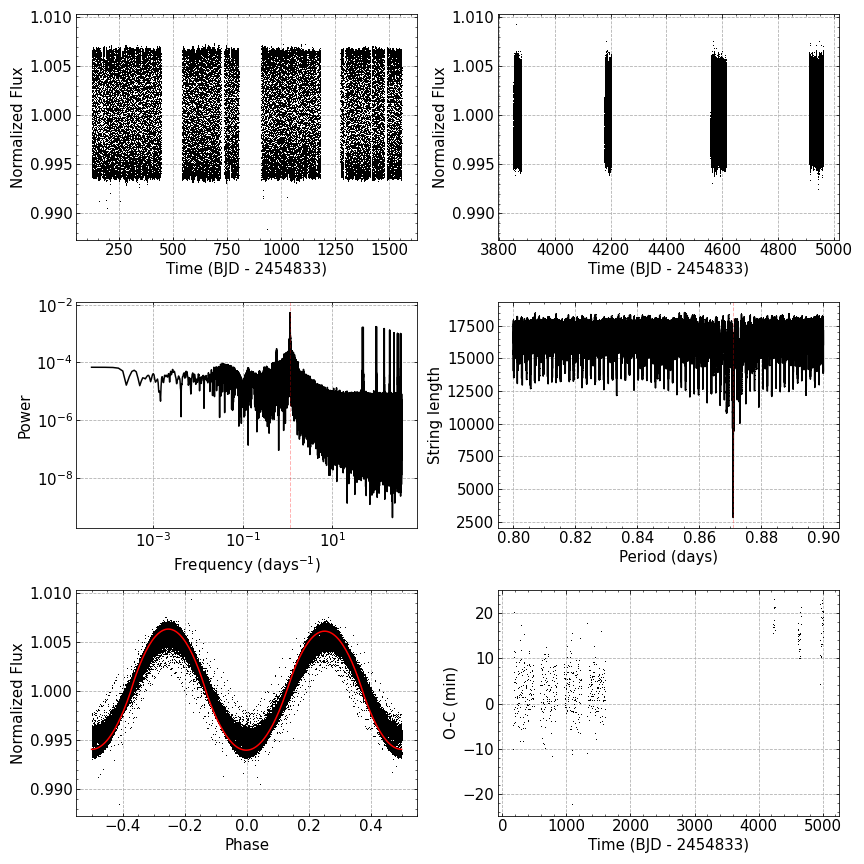 1.010
1.005
1.000
0.995
0.990
Normalized Flux
250 500 750 1000 1250 1500
Time (BJD - 2454833)
1.010
1.005
1.000
0.995
0.990
Normalized Flux
3800 4000 4200 4400 4600 4800 5000
Time (BJD - 2454833)
10⁻²
10⁻⁴
10⁻⁶
10⁻⁸
Power
10⁻³ 10⁻¹ 10¹
Frequency (days⁻¹)
17500
15000
12500
10000
7500
5000
2500
String length
0.80 0.82 0.84 0.86 0.88 0.90
Period (days)
1.010
1.005
1.000
0.995
0.990
Normalized Flux
−0.4 −0.2 0.0 0.2 0.4
Phase
20
10
0
−10
−20
O-C (min)
0 1000 2000 3000 4000 5000
Time (BJD - 2454833)